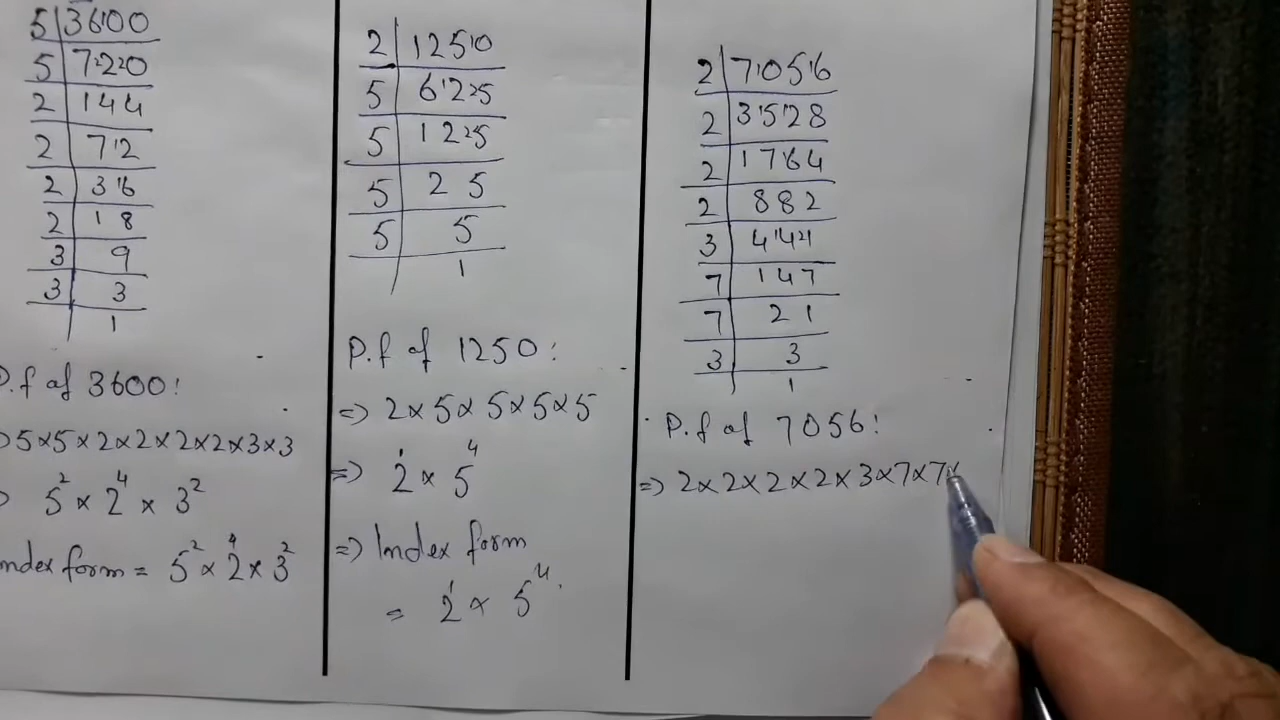 5 | 3600
5 | 720
2 | 144
2 | 72
2 | 36
2 | 18
3 | 9
3 | 3
1
P.f of 3600:
5×5×2×2×2×2×3×3
5² × 2⁴ × 3²
Index form = 5² × 2⁴ × 3²
2 | 1250
5 | 625
5 | 125
5 | 25
5 | 5
1
P.f of 1250:
=> 2×5×5×5×5
=> 2¹ × 5⁴
=> Index form
= 2¹ × 5⁴.
2 | 7056
2 | 3528
2 | 1764
2 | 882
3 | 441
7 | 147
7 | 21
3 | 3
1
P.f of 7056:
=> 2×2×2×2×3×7×7×